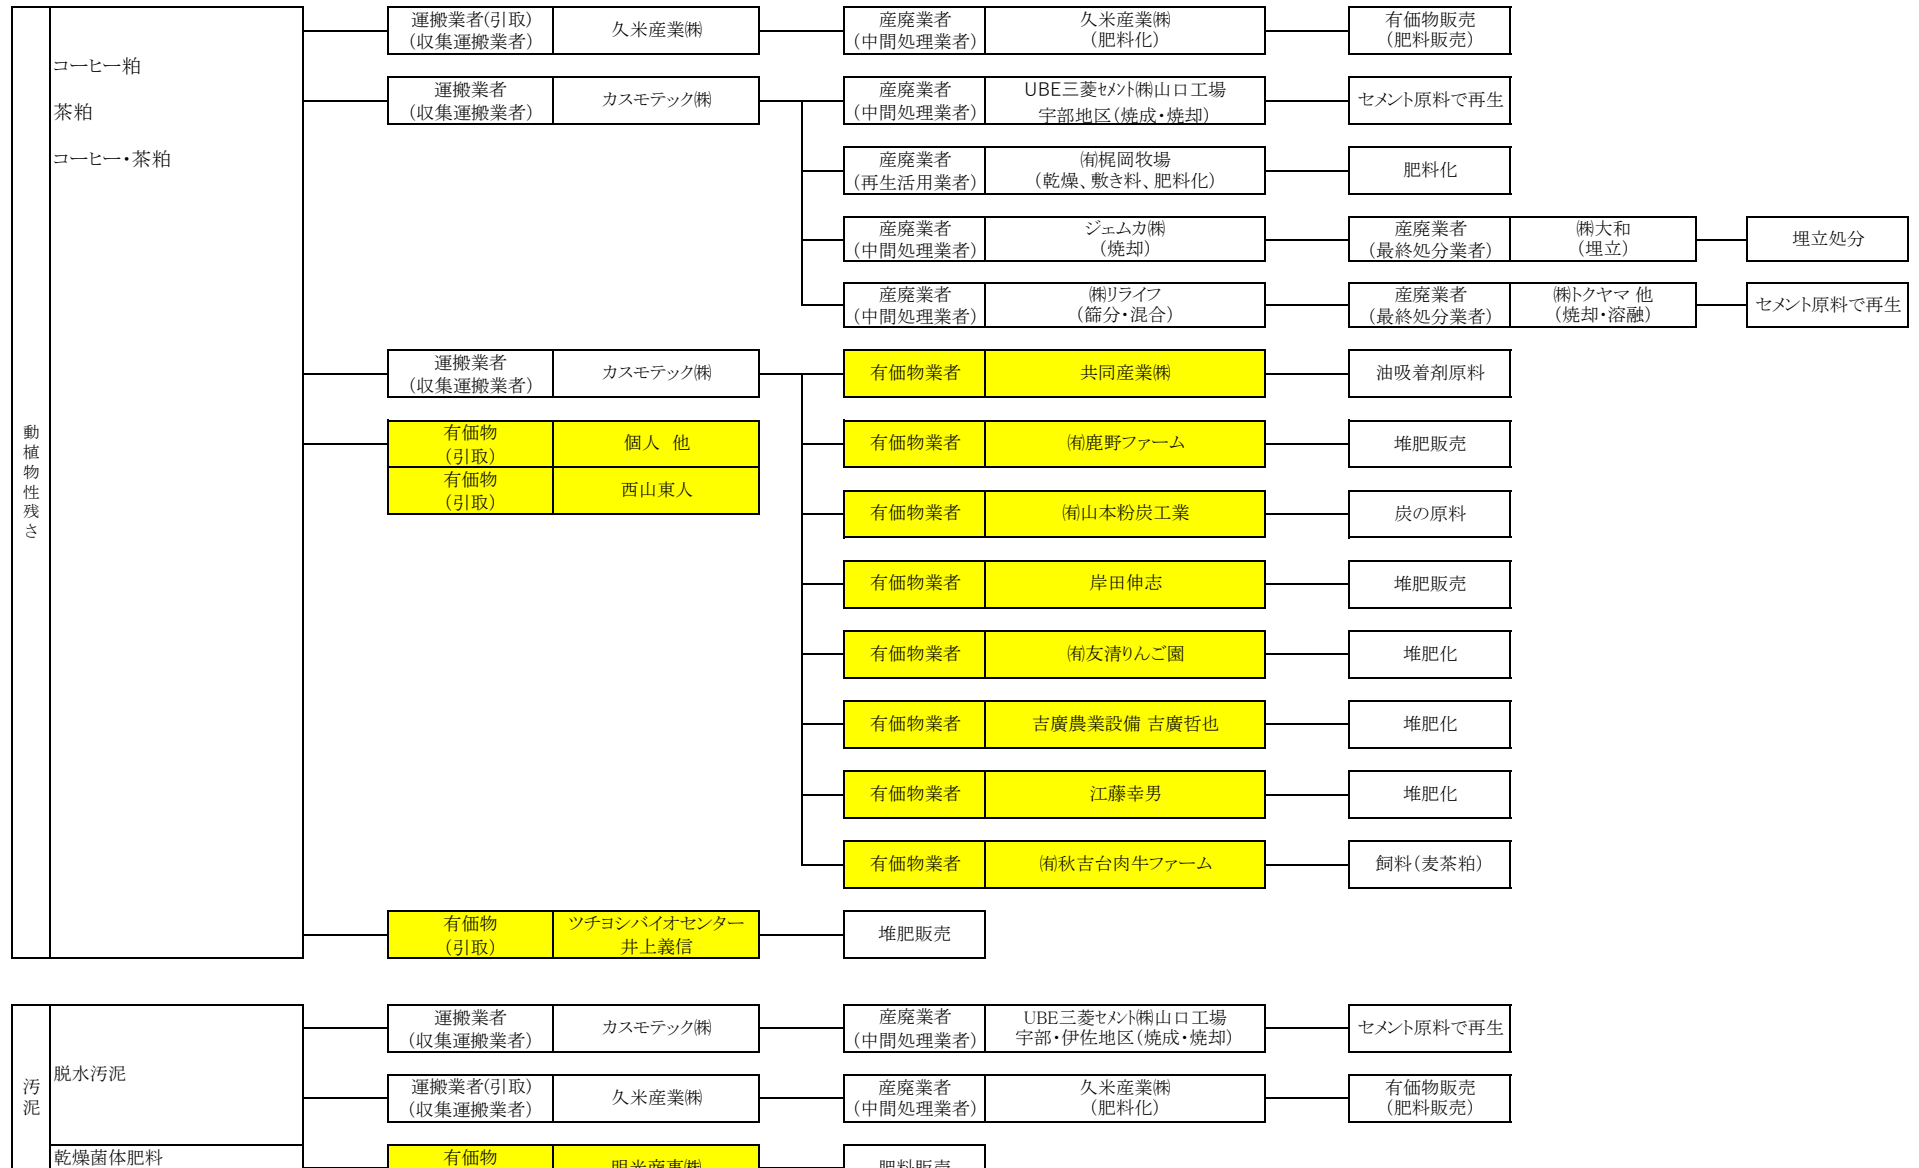 動植物性残さ
コーヒー粕
茶粕
コーヒー・茶粕
運搬業者(引取)
(収集運搬業者)
久米産業㈱
産廃業者
(中間処理業者)
久米産業㈱
(肥料化)
有価物販売
(肥料販売)
運搬業者
(収集運搬業者)
カスモテック㈱
産廃業者
(中間処理業者)
UBE三菱セメント㈱山口工場
宇部地区(焼成・焼却)
セメント原料で再生
産廃業者
(再生活用業者)
㈲梶岡牧場
(乾燥、敷き料、肥料化)
肥料化
産廃業者
(中間処理業者)
ジェムカ㈱
(焼却)
産廃業者
(最終処分業者)
㈱大和
(埋立)
埋立処分
産廃業者
(中間処理業者)
㈱リライフ
(篩分・混合)
産廃業者
(最終処分業者)
㈱トクヤマ 他
(焼却・溶融)
セメント原料で再生
運搬業者
(収集運搬業者)
カスモテック㈱
有価物業者
共同産業㈱
油吸着剤原料
有価物
(引取)
個人 他
有価物業者
㈲鹿野ファーム
堆肥販売
有価物
(引取)
西山東人
有価物業者
㈲山本粉炭工業
炭の原料
有価物業者
岸田伸志
堆肥販売
有価物業者
㈲友清りんご園
堆肥化
有価物業者
吉廣農業設備 吉廣哲也
堆肥化
有価物業者
江藤幸男
堆肥化
有価物業者
㈲秋吉台肉牛ファーム
飼料(麦茶粕)
有価物
(引取)
ツチヨシバイオセンター
井上義信
堆肥販売
汚泥
脱水汚泥
運搬業者
(収集運搬業者)
カスモテック㈱
産廃業者
(中間処理業者)
UBE三菱セメント㈱山口工場
宇部・伊佐地区(焼成・焼却)
セメント原料で再生
運搬業者(引取)
(収集運搬業者)
久米産業㈱
産廃業者
(中間処理業者)
久米産業㈱
(肥料化)
有価物販売
(肥料販売)
乾燥菌体肥料
有価物
明光産事㈱
肥料販売